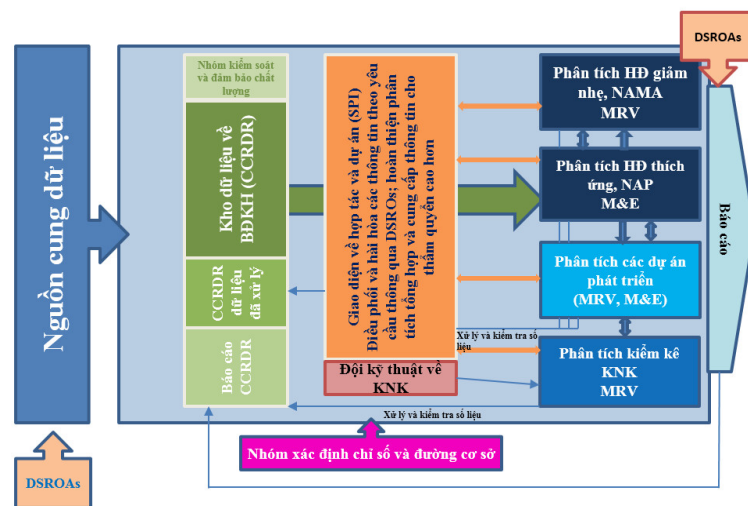 DSROAs
Nguồn cung dữ liệu
DSROAs
Nhóm kiểm soát
và đảm bảo chất
lượng
Kho dữ liệu về
BĐKH (CCRDR)
CCRDR
dữ liệu
đã xử lý
Báo cáo
CCRDR
Giao diện về hợp tác và dự án (SPI)
Điều phối và hài hòa các thông tin theo yêu
cầu thông qua DSROs; hoàn thiện phân
tích tổng hợp và cung cấp thông tin cho
thẩm quyền cao hơn
Đội kỹ thuật về
KNK
Phân tích HĐ giảm
nhẹ, NAMA
MRV
Phân tích HĐ thích
ứng, NAP
M&E
Phân tích các dự án
phát triển
(MRV, M&E)
Xử lý và kiểm tra số
liệu
Phân tích kiểm kê
KNK
MRV
Xử lý và kiểm tra số liệu
Nhóm xác định chỉ số và đường cơ sở
Báo cáo